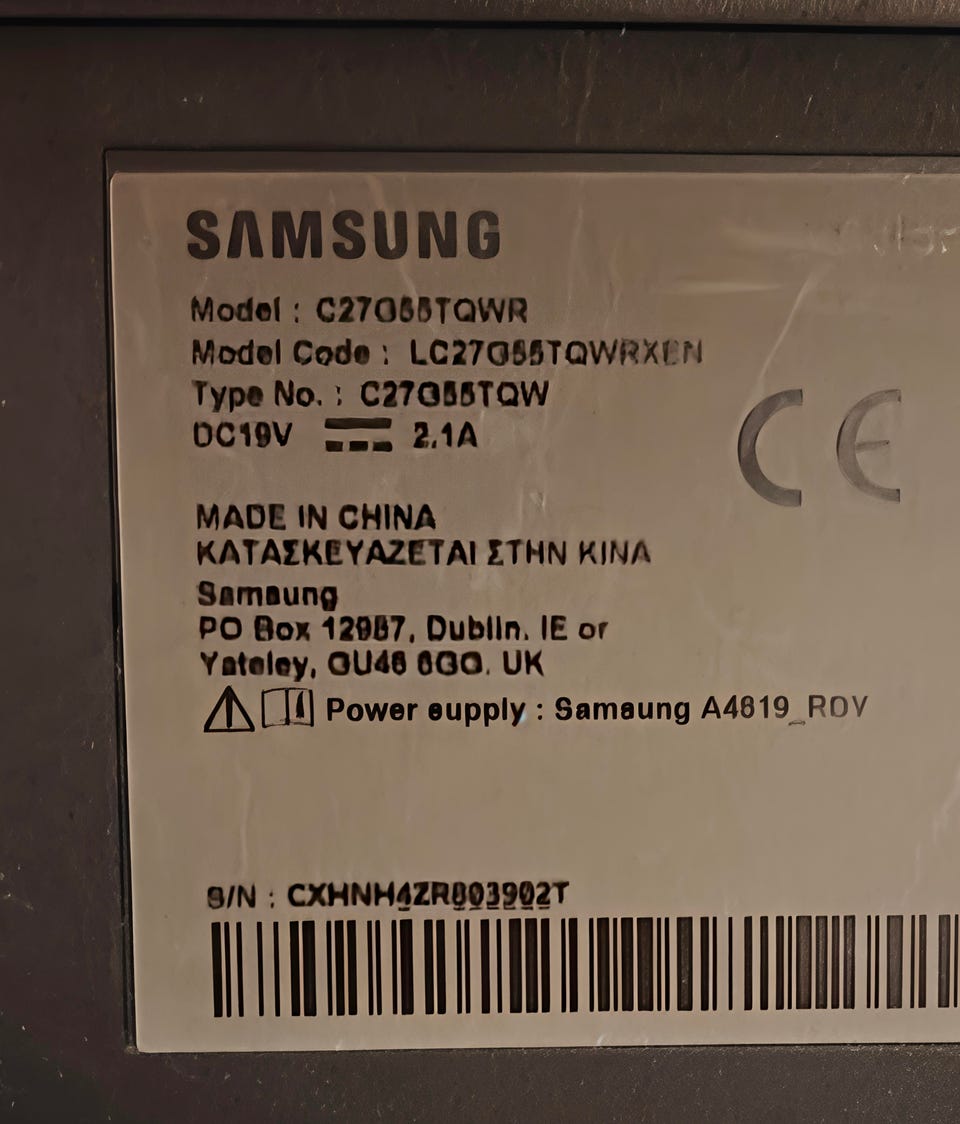 SAMSUNG
Model : C27G55TQWR
Model Code : LC27G55TQWRXEN
Type No. : C27G55TQW
DC19V ⎓ 2.1A
CE
MADE IN CHINA
ΚΑΤΑΣΚΕΥΑΖΕΤΑΙ ΣΤΗΝ ΚΙΝΑ
Samsung
PO Box 12987, Dublin. IE or
Yateley, GU46 6GG. UK
Power supply : Samsung A4819_RDY
S/N : CXHNH4ZR803902T